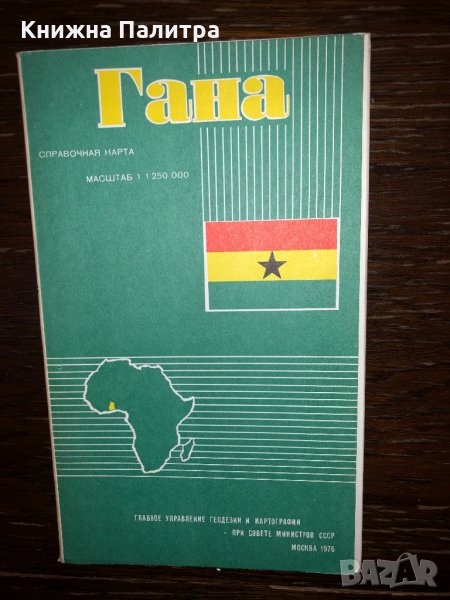 Книжна Палитра
Гана
СПРАВОЧНАЯ КАРТА
МАСШТАБ 1 1 250 000
ГЛАВНОЕ УПРАВЛЕНИЕ ГЕОДЕЗИИ И КАРТОГРАФИИ
ПРИ СОВЕТЕ МИНИСТРОВ СССР
МОСКВА 1976
BAZAR